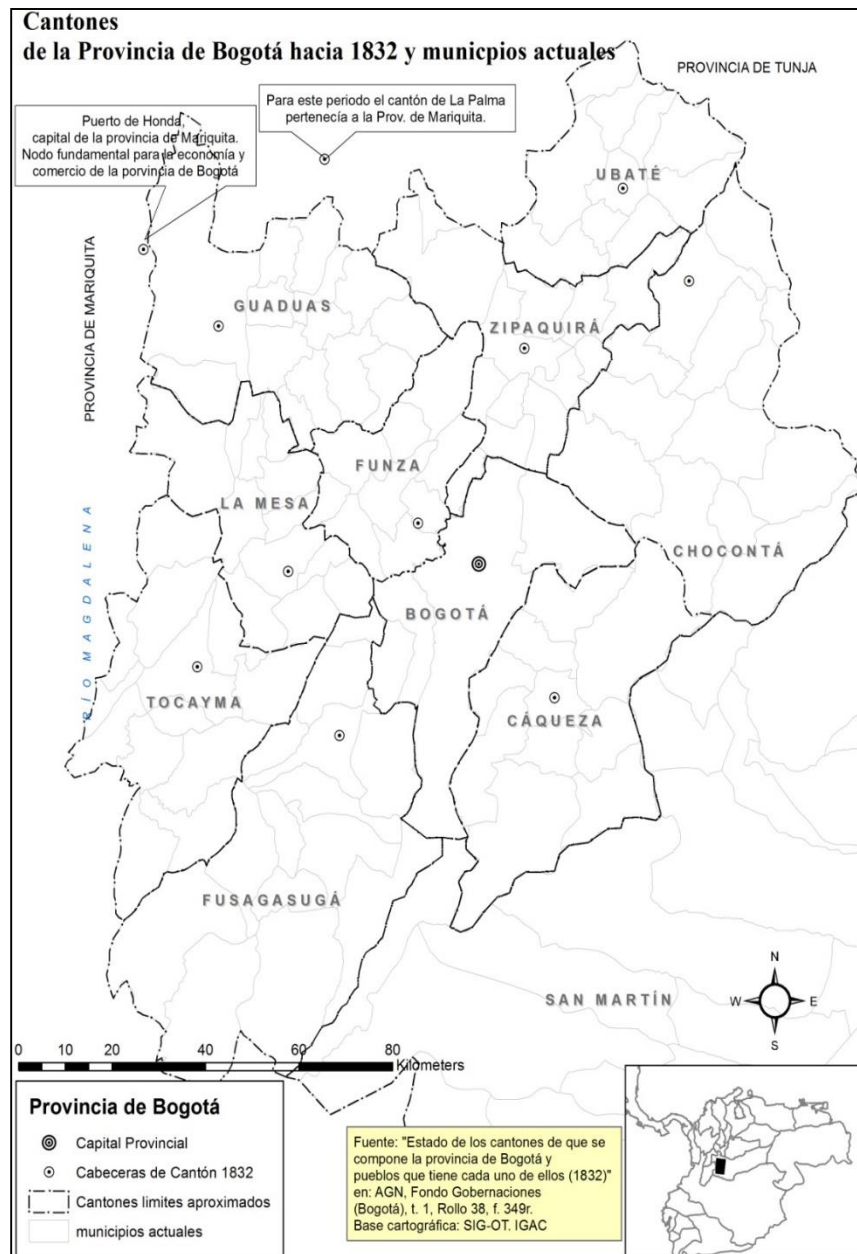 Cantones
de la Provincia de Bogotá hacia 1832 y municpios actuales
PROVINCIA DE TUNJA
Puerto de Honda,
capital de la provincia de Mariquita.
Nodo fundamental para la economía y
comercio de la porvincia de Bogotá
Para este periodo el cantón de La Palma
pertenecía a la Prov. de Mariquita.
UBATÉ
PROVINCIA DE MARIQUITA
GUADUAS
ZIPAQUIRÁ
FUNZA
LA MESA
CHOCONTÁ
RÍO MAGDALENA
BOGOTÁ
TOCAYMA
CÁQUEZA
FUSAGASUGÁ
SAN MARTÍN
N
W
E
S
0 10 20 40 60 80
Kilometers
Provincia de Bogotá
Capital Provincial
Cabeceras de Cantón 1832
Cantones limites aproximados
municipios actuales
Fuente: "Estado de los cantones de que se
compone la provincia de Bogotá y
pueblos que tiene cada uno de ellos (1832)"
en: AGN, Fondo Gobernaciones
(Bogotá), t. 1, Rollo 38, f. 349r.
Base cartográfica: SIG-OT. IGAC